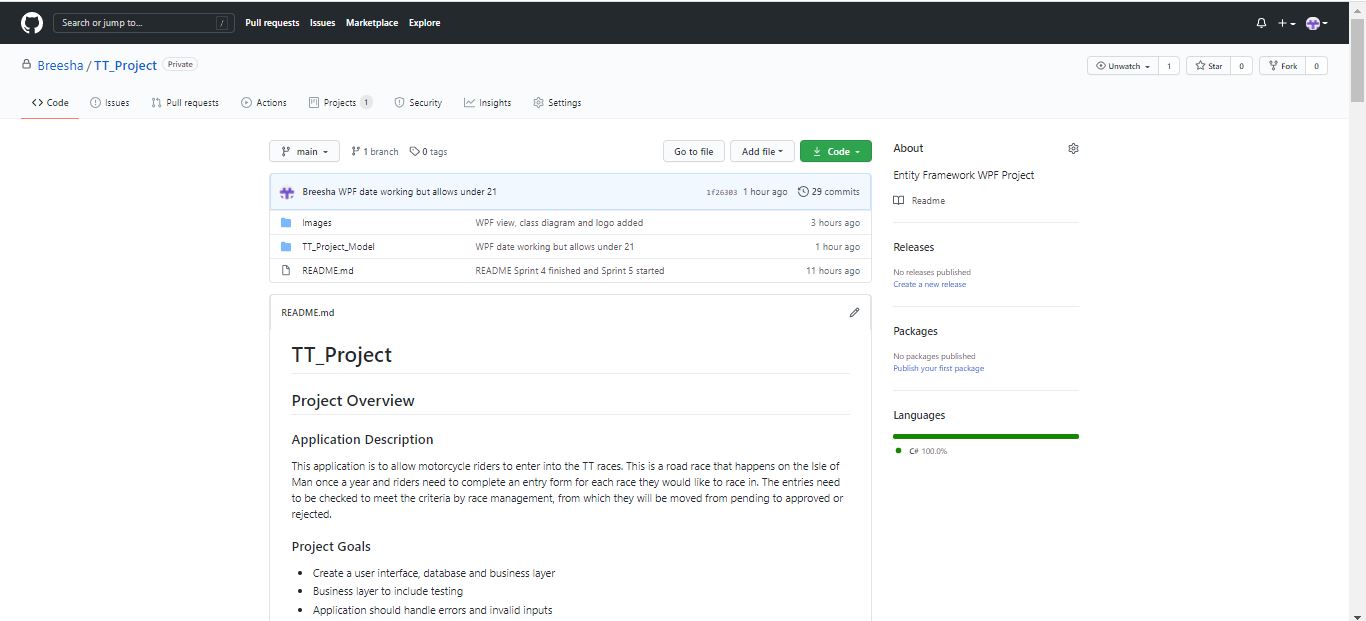 Search or jump to... /
Pull requests Issues Marketplace Explore
Breesha / TT_Project Private
Unwatch 1 Star 0 Fork 0
Code Issues Pull requests Actions Projects 1 Security Insights Settings
main 1 branch 0 tags
Go to file Add file Code
Breesha WPF date working but allows under 21 1f26303 1 hour ago 29 commits
Images WPF view, class diagram and logo added 3 hours ago
TT_Project_Model WPF date working but allows under 21 1 hour ago
README.md README Sprint 4 finished and Sprint 5 started 11 hours ago
README.md
TT_Project
Project Overview
Application Description
This application is to allow motorcycle riders to enter into the TT races. This is a road race that happens on the Isle of
Man once a year and riders need to complete an entry form for each race they would like to race in. The entries need
to be checked to meet the criteria by race management, from which they will be moved from pending to approved or
rejected.
Project Goals
Create a user interface, database and business layer
Business layer to include testing
Application should handle errors and invalid inputs
About
Entity Framework WPF Project
Readme
Releases
No releases published
Create a new release
Packages
No packages published
Publish your first package
Languages
C# 100.0%